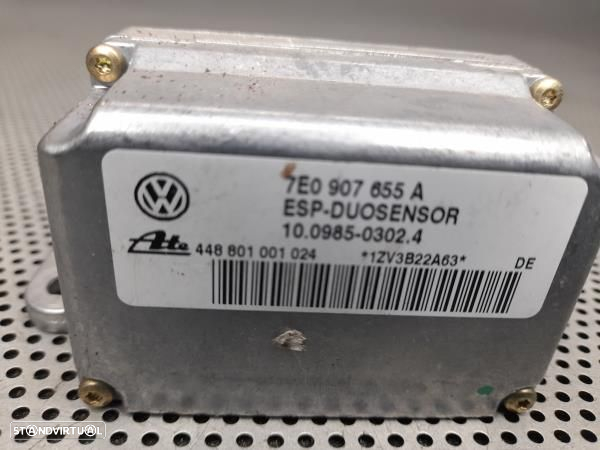 7E0 907 655 A
ESP-DUOSENSOR
10.0985-0302.4
Ate 448 801 001 024 *1ZV3B22A63* DE
STANDVIRTUAL